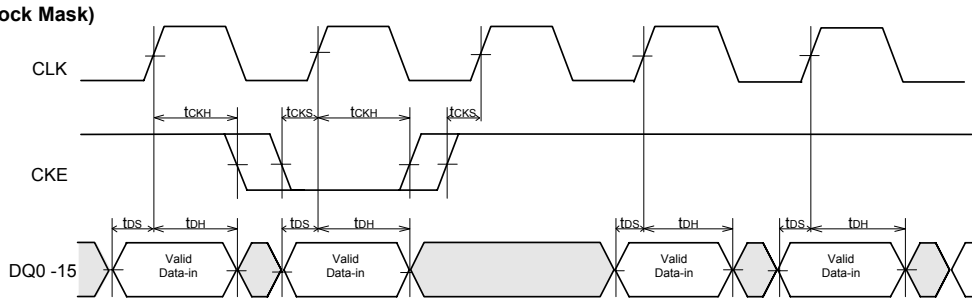 ock Mask)
CLK
tCKH tCKS tCKH tCKS
CKE
tDS tDH tDS tDH tDS tDH tDS tDH
DQ0 -15
Valid Data-in Valid Data-in Valid Data-in Valid Data-in